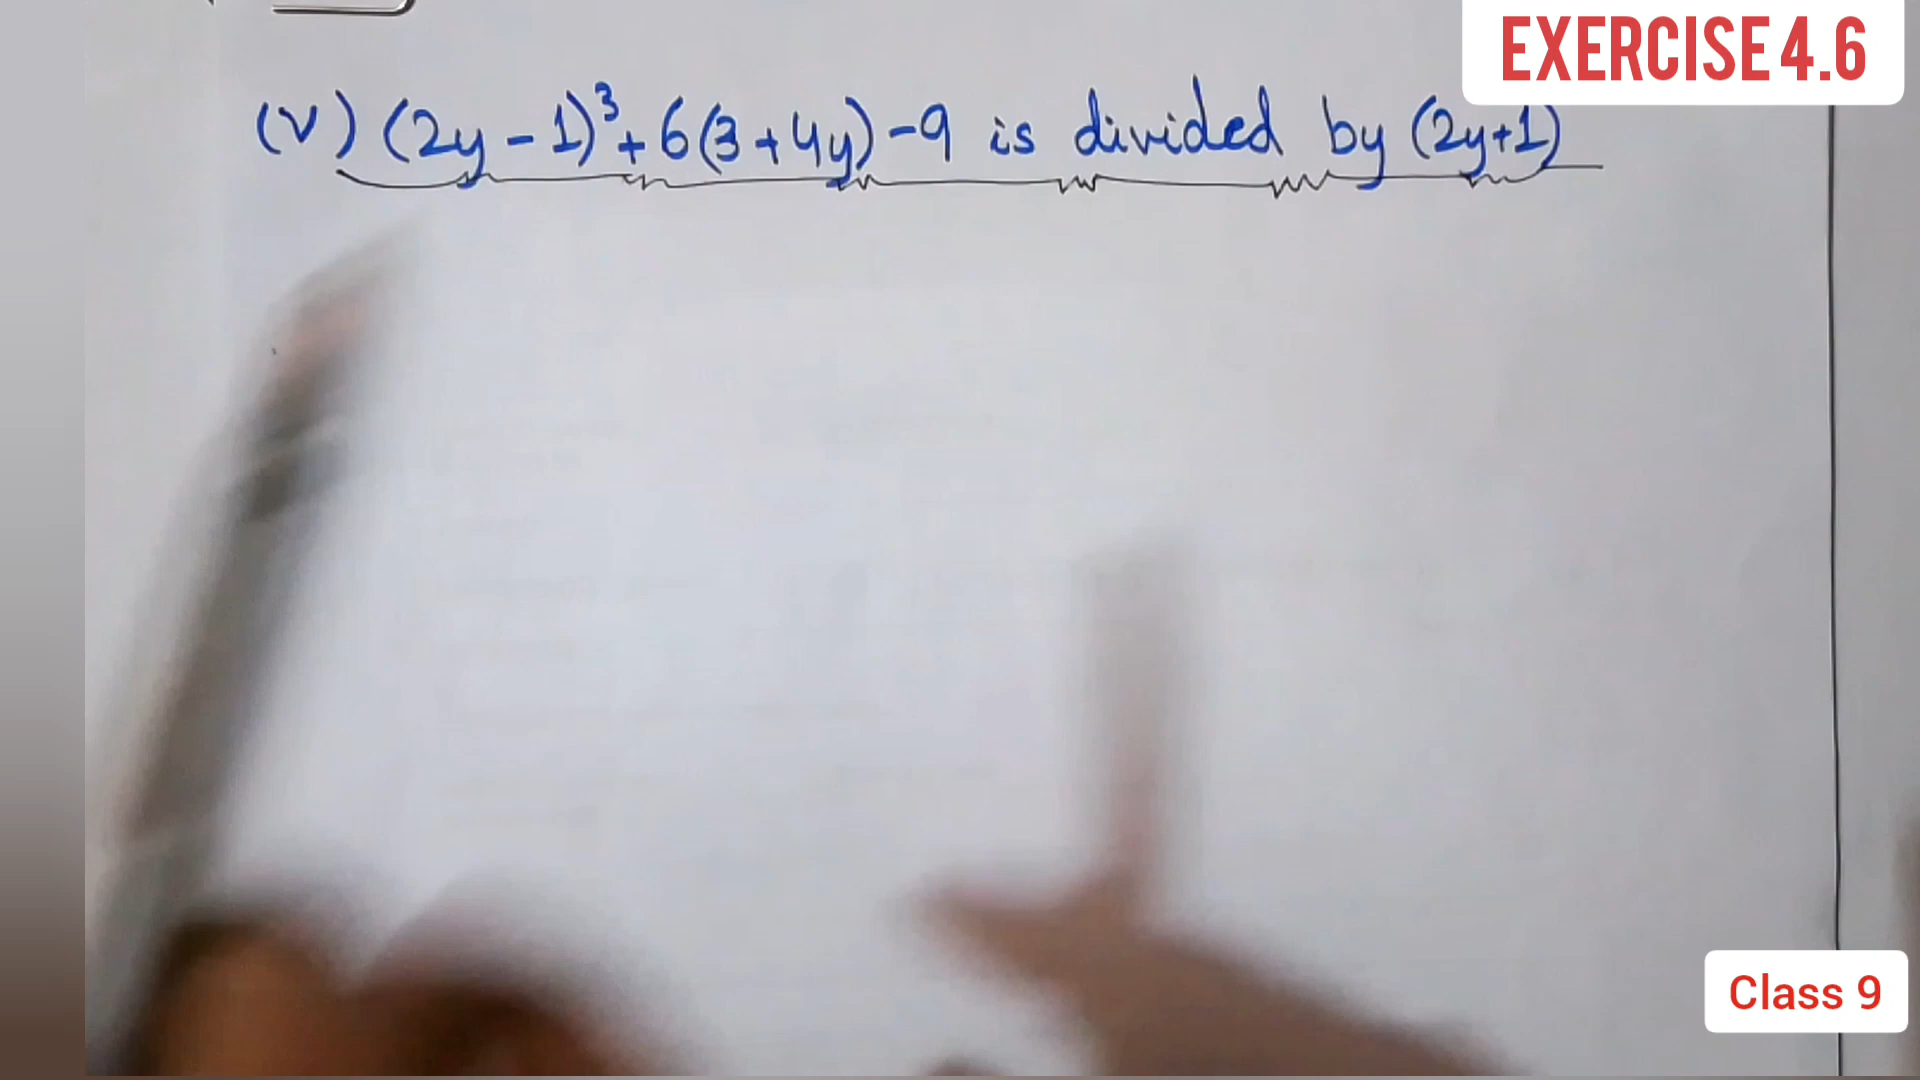 EXERCISE 4.6
(V) (2y-1)³+6(3+4y)-9 is divided by (2y+1)
Class 9